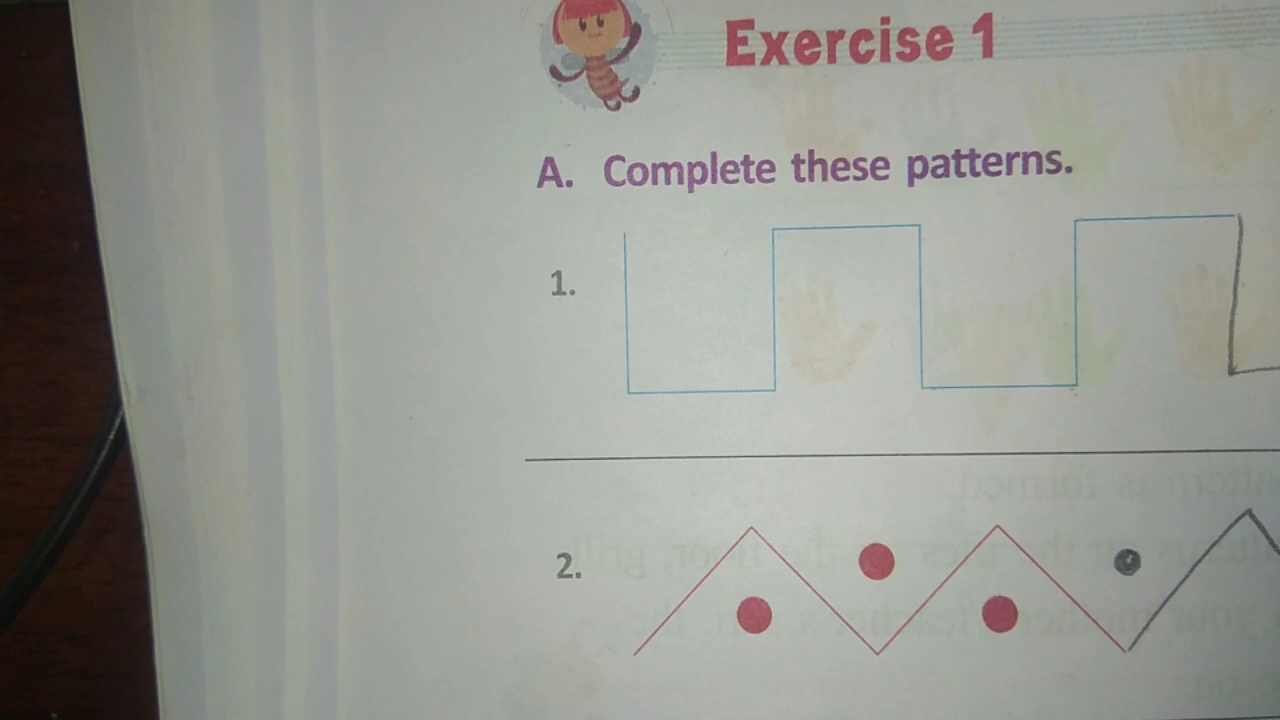 Exercise 1
A. Complete these patterns.
1.
2.